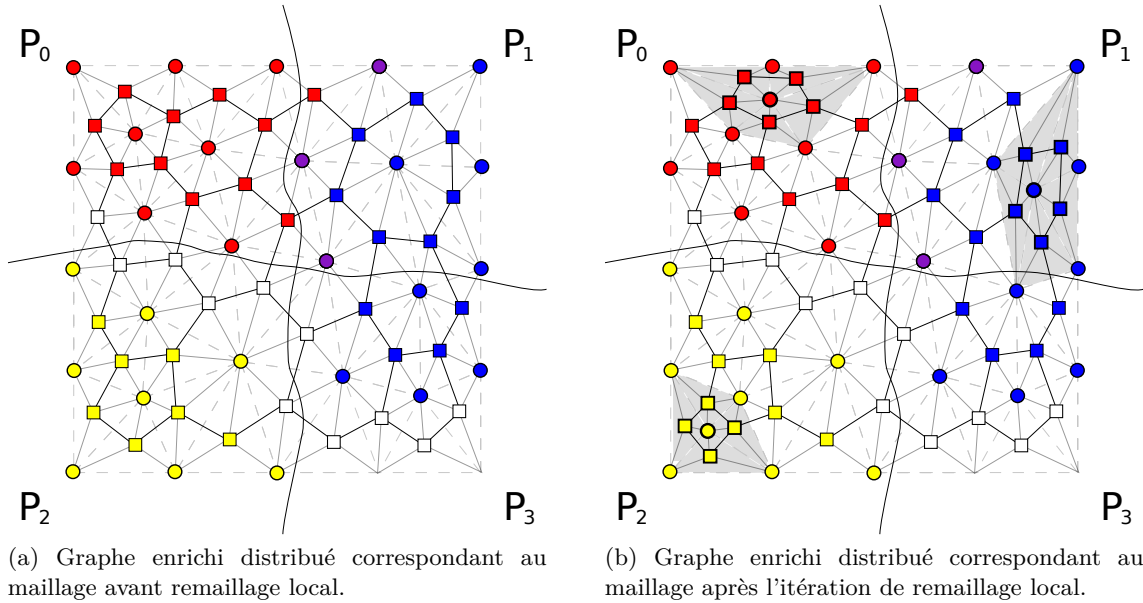 P₀ P₁ P₀ P₁
P₂ P₃ P₂ P₃
(a) Graphe enrichi distribué correspondant au
maillage avant remaillage local.
(b) Graphe enrichi distribué correspondant au
maillage après l'itération de remaillage local.